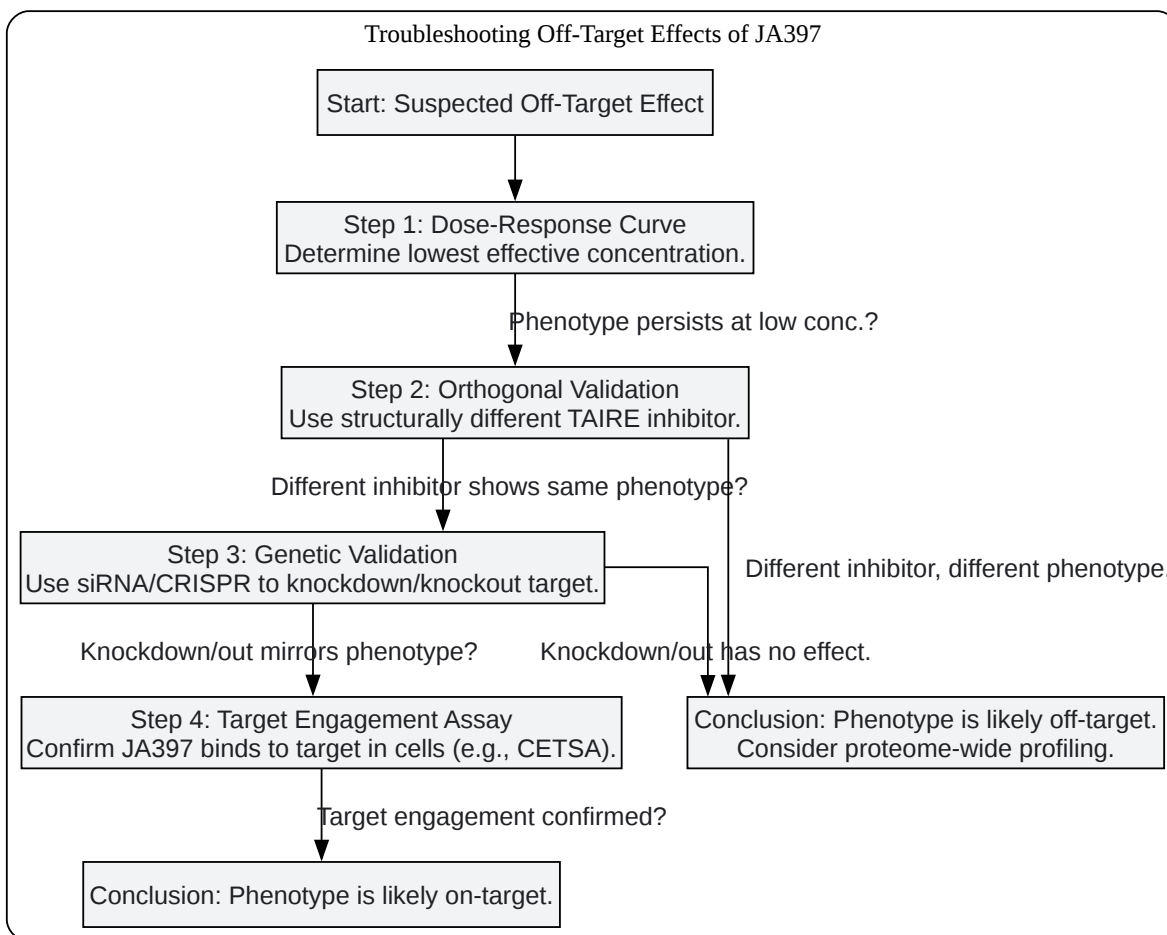 Troubleshooting Off-Target Effects of JA397
Start: Suspected Off-Target Effect
Step 1: Dose-Response Curve
Determine lowest effective concentration.
Phenotype persists at low conc.?
Step 2: Orthogonal Validation
Use structurally different TAIRE inhibitor.
Different inhibitor shows same phenotype?
Step 3: Genetic Validation
Use siRNA/CRISPR to knockdown/knockout target.
Different inhibitor, different phenotype.
Knockdown/out mirrors phenotype?
Knockdown/out has no effect.
Step 4: Target Engagement Assay
Confirm JA397 binds to target in cells (e.g., CETSA).
Conclusion: Phenotype is likely off-target.
Consider proteome-wide profiling.
Target engagement confirmed?
Conclusion: Phenotype is likely on-target.